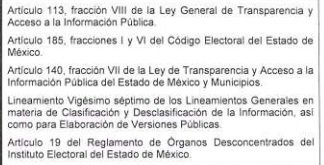 Artículo 113, fracción VIII de la Ley General de Transparencia y
Acceso a la Información Pública.
Artículo 185, fracciones I y VI del Código Electoral del Estado de
México.
Artículo 140, fracción VII de la Ley de Transparencia y Acceso a la
Información Pública del Estado de México y Municipios.
Lineamiento Vigésimo séptimo de los Lineamientos Generales en
materia de Clasificación y Desclasificación de la Información, así
como para Elaboración de Versiones Públicas.
Artículo 19 del Reglamento de Órganos Desconcentrados del
Instituto Electoral del Estado de México.